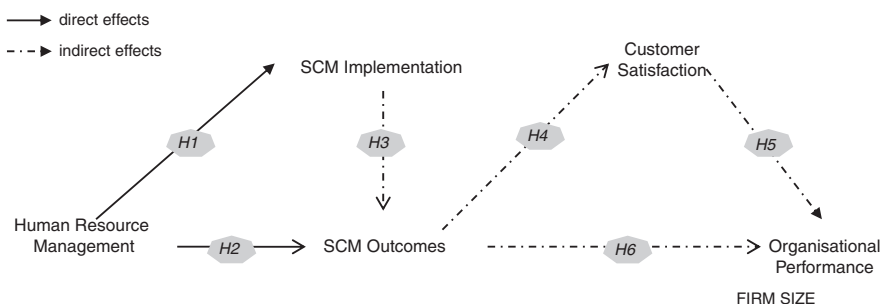 direct effects
indirect effects
SCM Implementation
Customer
Satisfaction
H1
H3
H4
H5
Human Resource
Management
H2
SCM Outcomes
H6
Organisational
Performance
FIRM SIZE